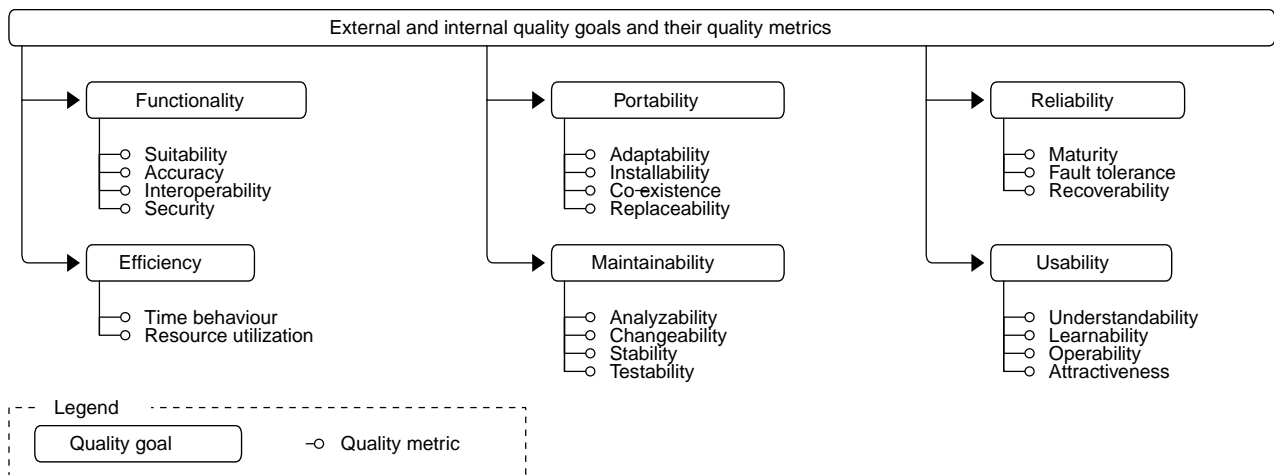 External and internal quality goals and their quality metrics
Functionality
Suitability
Accuracy
Interoperability
Security
Efficiency
Time behaviour
Resource utilization
Portability
Adaptability
Installability
Co-existence
Replaceability
Maintainability
Analyzability
Changeability
Stability
Testability
Reliability
Maturity
Fault tolerance
Recoverability
Usability
Understandability
Learnability
Operability
Attractiveness
Legend
Quality goal
Quality metric